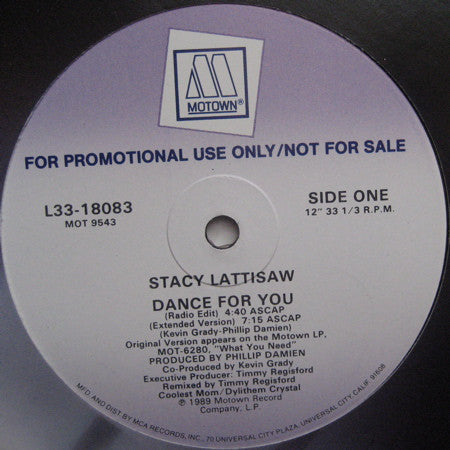 MOTOWN®
FOR PROMOTIONAL USE ONLY/NOT FOR SALE
L33-18083
MOT 9543
SIDE ONE
12" 33 1/3 R.P.M.
STACY LATTISAW
DANCE FOR YOU
(Radio Edit) 4:40 ASCAP
(Extended Version) 7:15 ASCAP
(Kevin Grady-Phillip Damien)
Original Version appears on the Motown LP,
MOT-6280, "What You Need"
PRODUCED BY PHILLIP DAMIEN
Co-Produced by Kevin Grady
Executive Producer: Timmy Regisford
Remixed by Timmy Regisford
Coolest Mom/Dylithem Crystal
℗ 1989 Motown Record
Company, L.P.
MFD AND DIST BY MCA RECORDS, INC., 70 UNIVERSAL CITY PLAZA, UNIVERSAL CITY CALIF. 91608